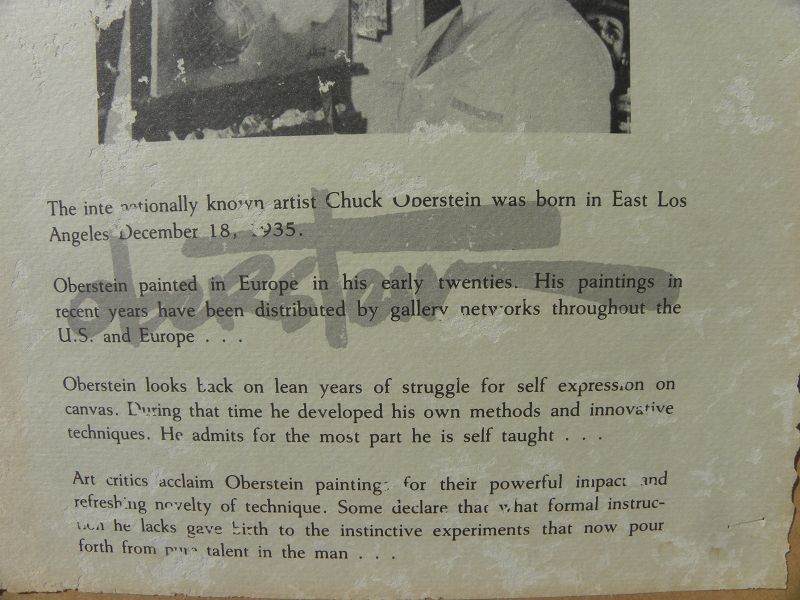 The internationally known artist Chuck Oberstein was born in East Los
Angeles December 18, 1935.
Oberstein painted in Europe in his early twenties. His paintings in
recent years have been distributed by gallery networks throughout the
U.S. and Europe . . .
Oberstein looks back on lean years of struggle for self expression on
canvas. During that time he developed his own methods and innovative
techniques. He admits for the most part he is self taught . . .
Art critics acclaim Oberstein paintings for their powerful impact and
refreshing novelty of technique. Some declare that what formal instruc-
tion he lacks gave birth to the instinctive experiments that now pour
forth from pure talent in the man . . .
oberstein